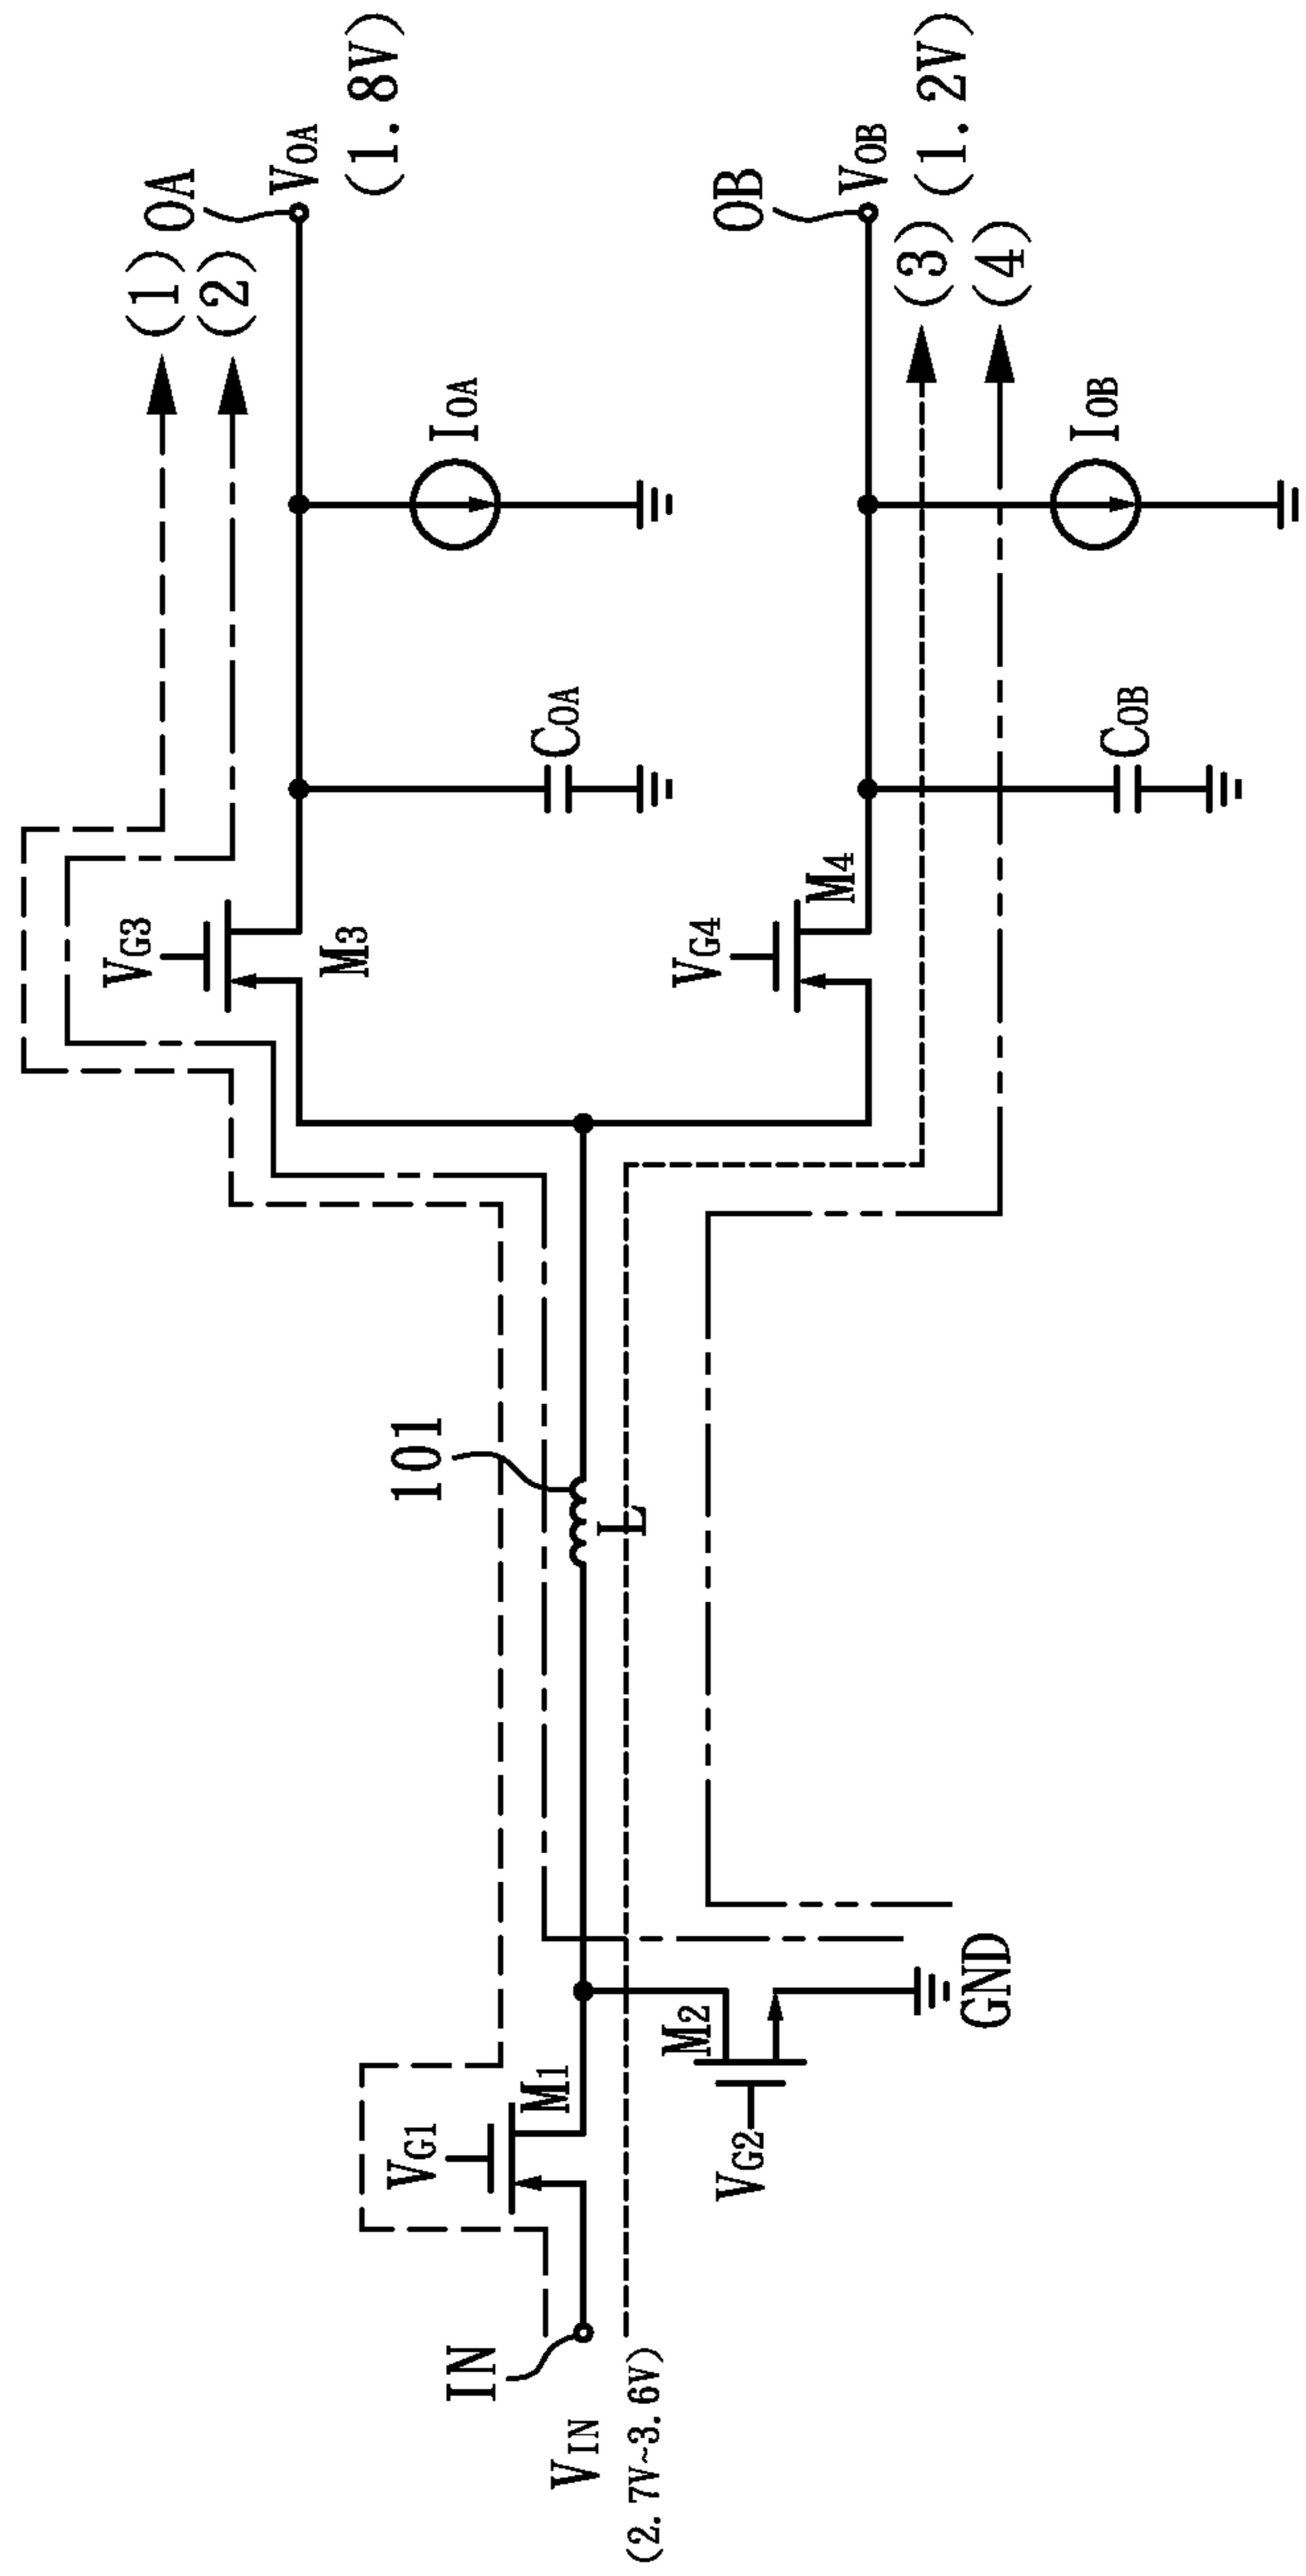 (1)
(2)
OA
VOA
(1.8V)
VG3
M3
IOA
COA
OB
VOB
(1.2V)
(3)
(4)
VG4
M4
IOB
COB
101
L
VG1
M1
M2
VG2
GND
IN
VIN
(2.7V~3.6V)